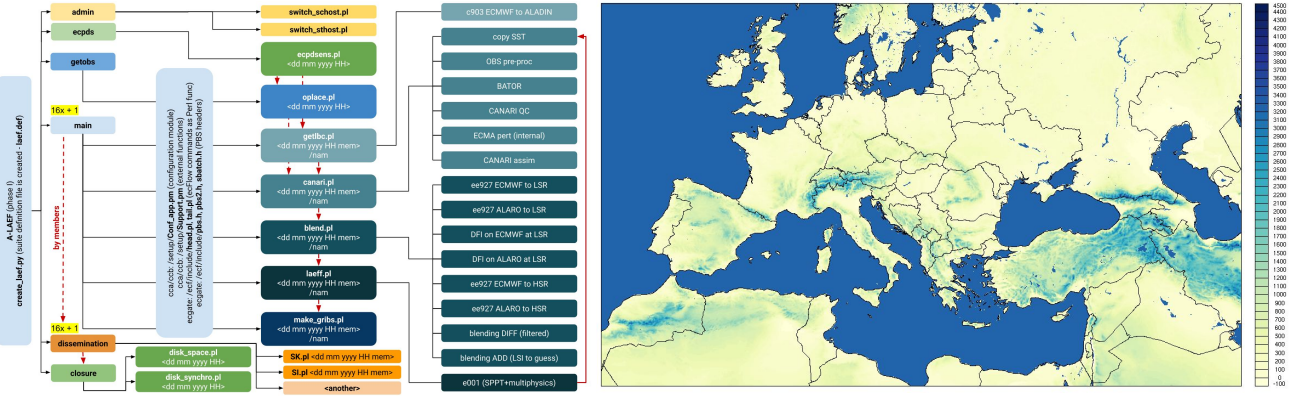 A-LAEF (phase I)
create_laef.py (suite definition file is created - laef.def)
admin
ecpds
getobs
16x + 1
main
by members
16x + 1
dissemination
closure
cca/ccb: /setup/Conf_app.pm (configuration module)
cca/ccb: /setup/Support.pm (external functions)
ecgate: /ecf/include/head.pl, tail.pl (ecFlow commands as Perl func)
ecgate: /ecf/include/pbs.h, pbs2.h, sbatch.h (PBS headers)
disk_space.pl
<dd mm yyyy HH>
disk_synchro.pl
<dd mm yyyy HH>
switch_schost.pl
switch_sthost.pl
ecpdsens.pl
<dd mm yyyy HH>
oplace.pl
<dd mm yyyy HH>
getlbc.pl
<dd mm yyyy HH mem>
/nam
canari.pl
<dd mm yyyy HH mem>
/nam
blend.pl
<dd mm yyyy HH mem>
/nam
laeff.pl
<dd mm yyyy HH mem>
/nam
make_gribs.pl
<dd mm yyyy HH mem>
/nam
SK.pl <dd mm yyyy HH mem>
SI.pl <dd mm yyyy HH mem>
<another>
c903 ECMWF to ALADIN
copy SST
OBS pre-proc
BATOR
CANARI QC
ECMA pert (internal)
CANARI assim
ee927 ECMWF to LSR
ee927 ALARO to LSR
DFI on ECMWF at LSR
DFI on ALARO at LSR
ee927 ECMWF to HSR
ee927 ALARO to HSR
blending DIFF (filtered)
blending ADD (LSI to guess)
e001 (SPPT+multiphysics)
4500
4400
4300
4200
4100
4000
3900
3800
3700
3600
3500
3400
3300
3200
3100
3000
2900
2800
2700
2600
2500
2400
2300
2200
2100
2000
1900
1800
1700
1600
1500
1400
1300
1200
1100
1000
900
800
700
600
500
400
300
200
100
0
-100